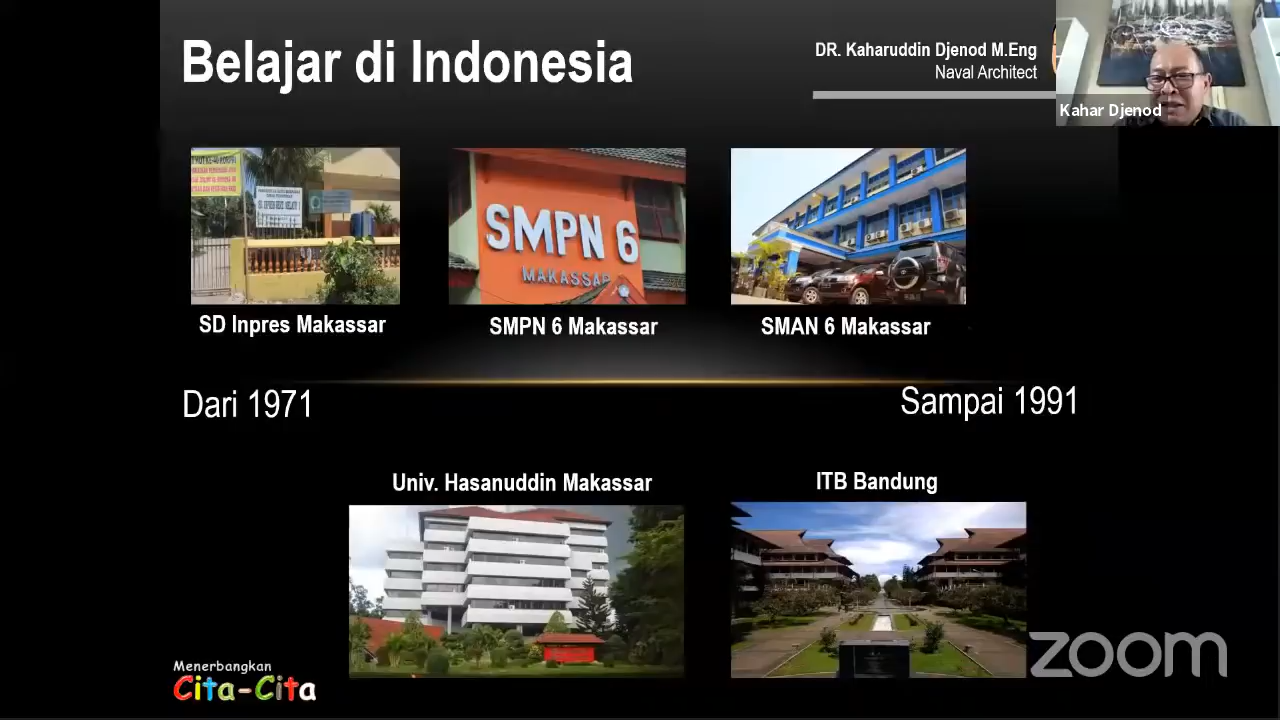 Belajar di Indonesia
DR. Kaharuddin Djenod M.Eng
Naval Architect
Kahar Djenod
SMPN 6
MAKASSAR
SD Inpres Makassar
SMPN 6 Makassar
SMAN 6 Makassar
Dari 1971
Sampai 1991
Univ. Hasanuddin Makassar
ITB Bandung
Menerbangkan
Cita-Cita
zoom